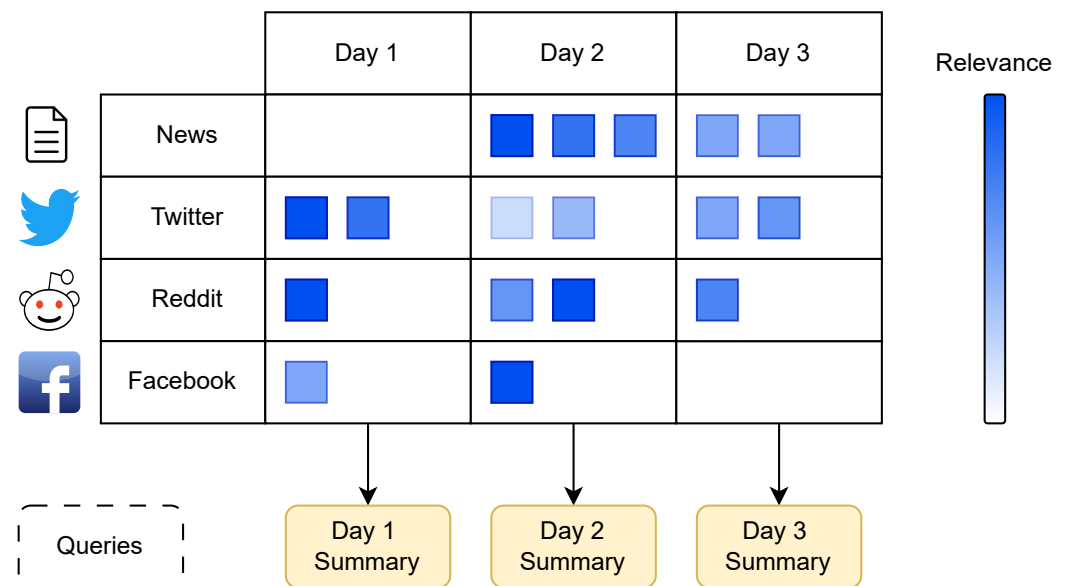 Day 1
Day 2
Day 3
Relevance
News
Twitter
Reddit
Facebook
Queries
Day 1
Summary
Day 2
Summary
Day 3
Summary